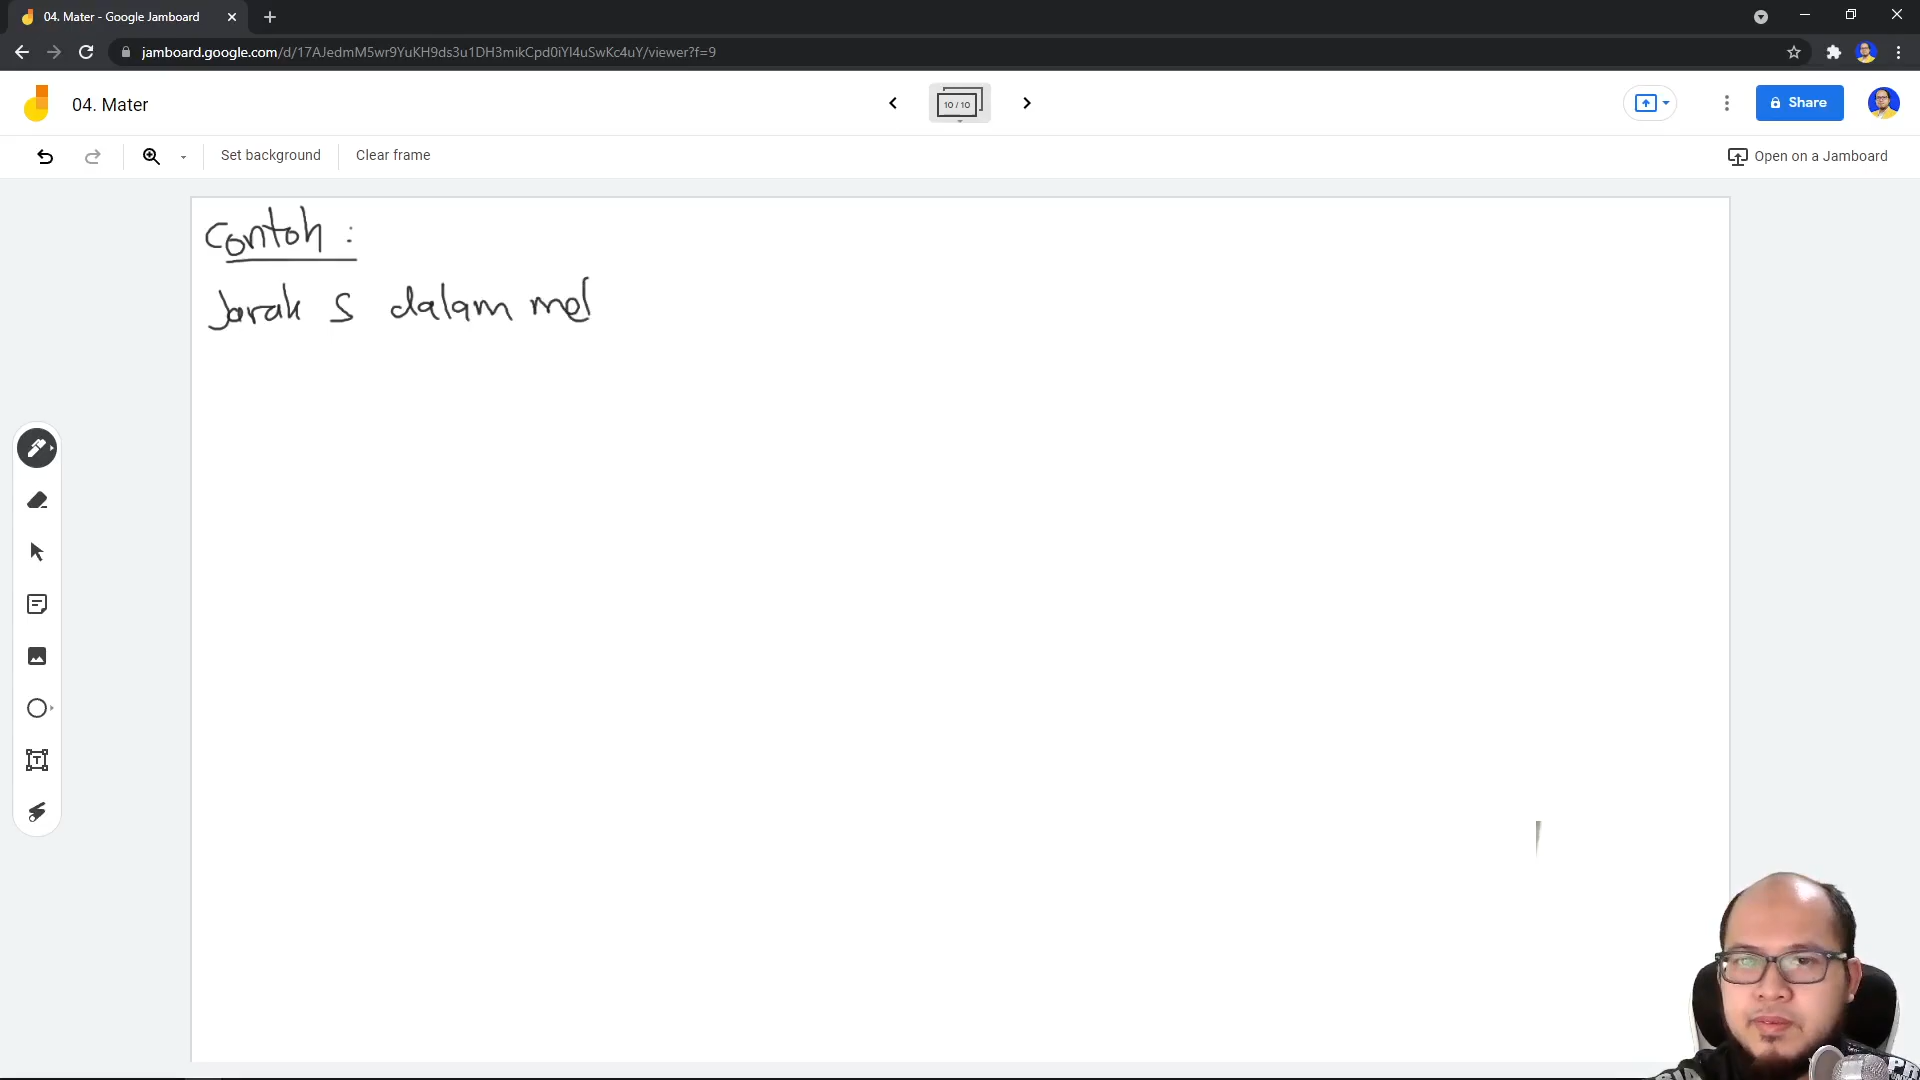 04. Mater - Google Jamboard
jamboard.google.com/d/17AJedmM5wr9YuKH9ds3u1DH3mikCpd0iYl4uSwKc4uY/viewer?f=9
04. Mater
10 / 10
Share
Set background
Clear frame
Open on a Jamboard
Contoh :
Jarak S dalam met